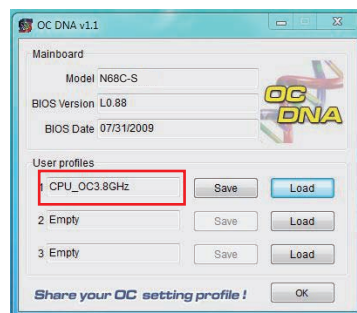 OC DNA v1.1
Mainboard
Model N68C-S
BIOS Version L0.88
BIOS Date 07/31/2009
OC DNA
User profiles
1 CPU_OC3.8GHz Save Load
2 Empty Save Load
3 Empty Save Load
Share your OC setting profile! OK